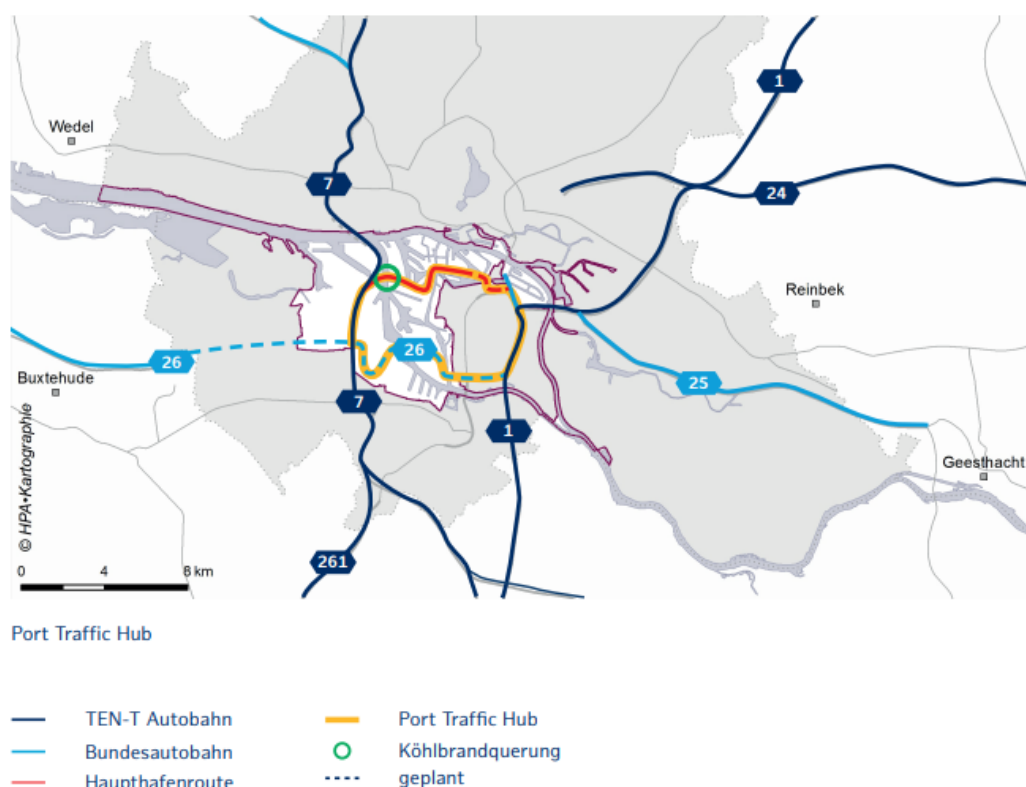 1
Wedel
7
24
Reinbek
26
26
Buxtehude
25
7
1
Geesthacht
© HPA•Kartographie
261
0 4 8 km
Port Traffic Hub
TEN-T Autobahn
Port Traffic Hub
Bundesautobahn
Köhlbrandquerung
Haupthafenroute
geplant